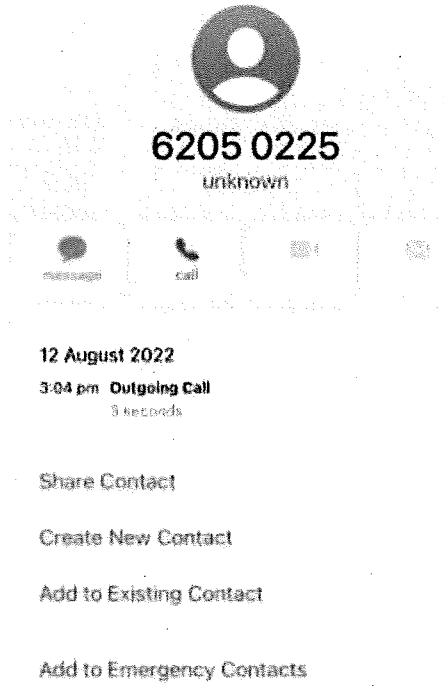 6205 0225
unknown
message
call
12 August 2022
3:04 pm Outgoing Call
seconds
Share Contact
Create New Contact
Add to Existing Contact
Add to Emergency Contacts